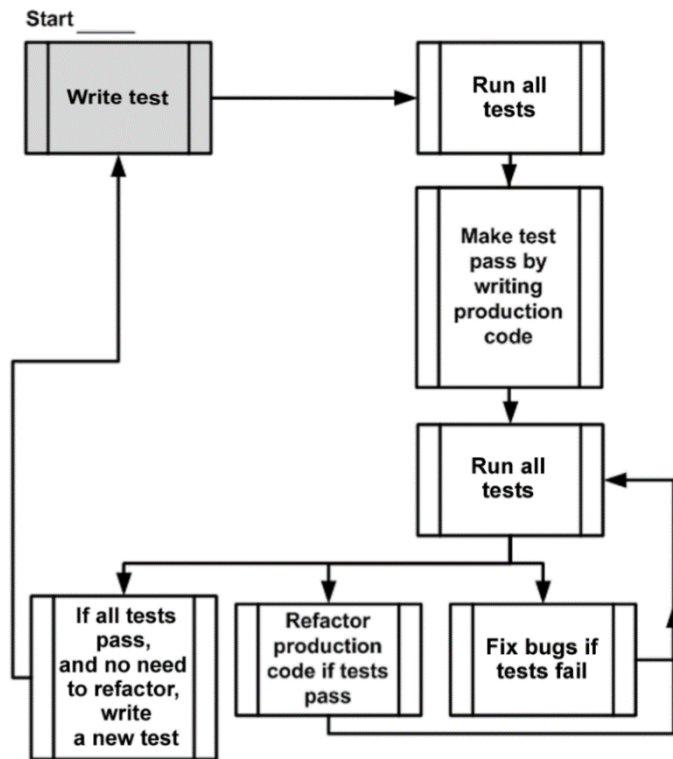 Start
Write test
Run all
tests
Make test
pass by
writing
production
code
Run all
tests
If all tests
pass,
and no need
to refactor,
write
a new test
Refactor
production
code if tests
pass
Fix bugs if
tests fail